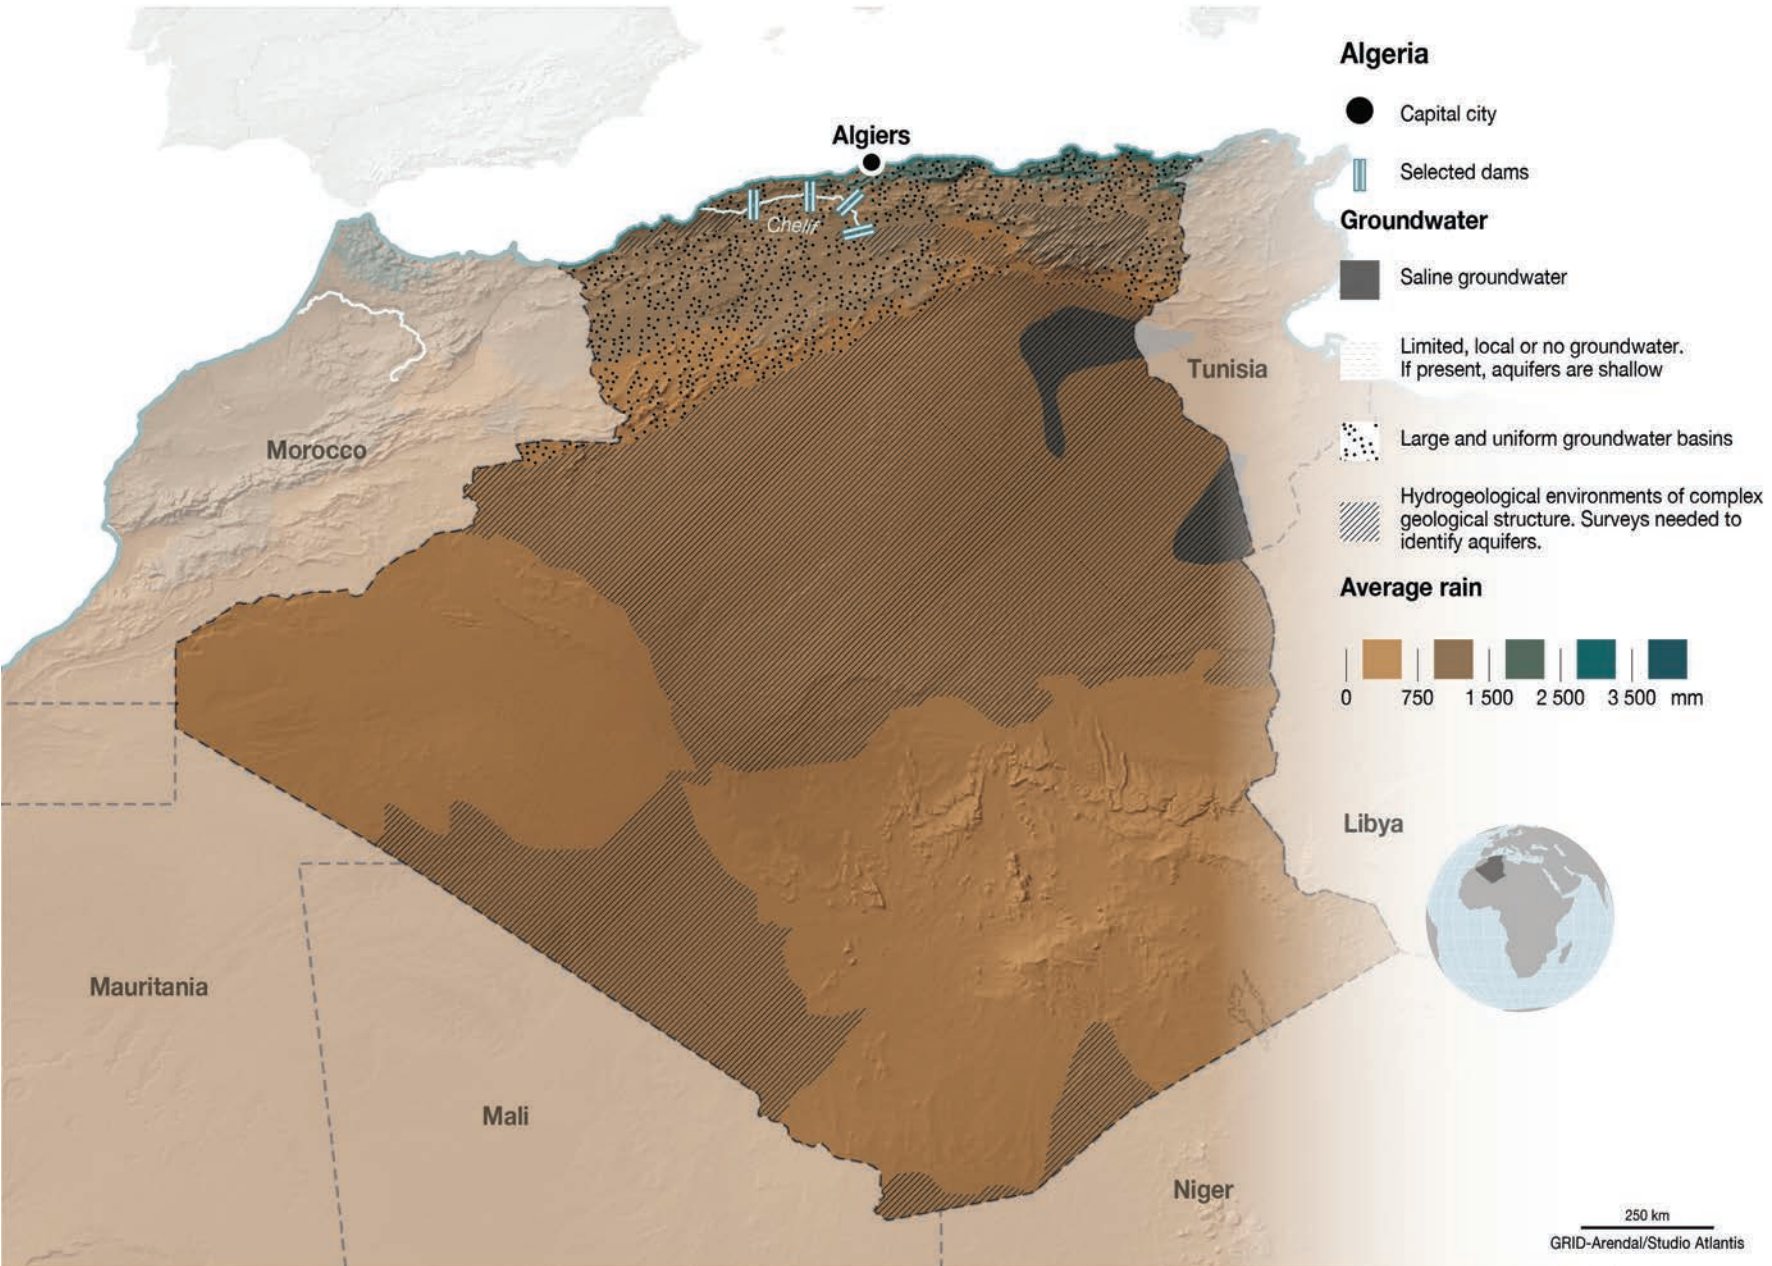 Algiers
Chelif
Morocco
Tunisia
Libya
Mauritania
Mali
Niger
Algeria
Capital city
Selected dams
Groundwater
Saline groundwater
Limited, local or no groundwater.
If present, aquifers are shallow
Large and uniform groundwater basins
Hydrogeological environments of complex
geological structure. Surveys needed to
identify aquifers.
Average rain
0 750 1 500 2 500 3 500 mm
250 km
GRID-Arendal/Studio Atlantis